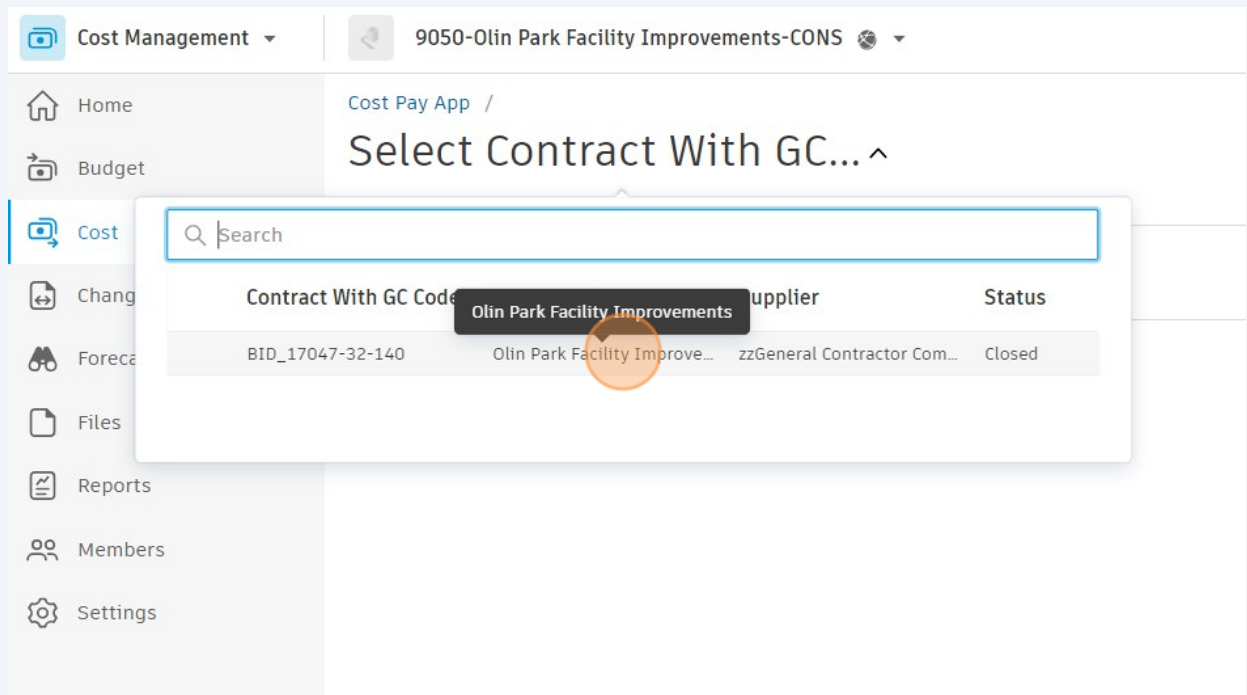 Cost Management
9050-Olin Park Facility Improvements-CONS
Home
Budget
Cost
Chang
Foreca
Files
Reports
Members
Settings
Cost Pay App /
Select Contract With GC...
Search
Contract With GC Code
upplier
Status
Olin Park Facility Improvements
BID_17047-32-140
Olin Park Facility Improve...
zzGeneral Contractor Com...
Closed